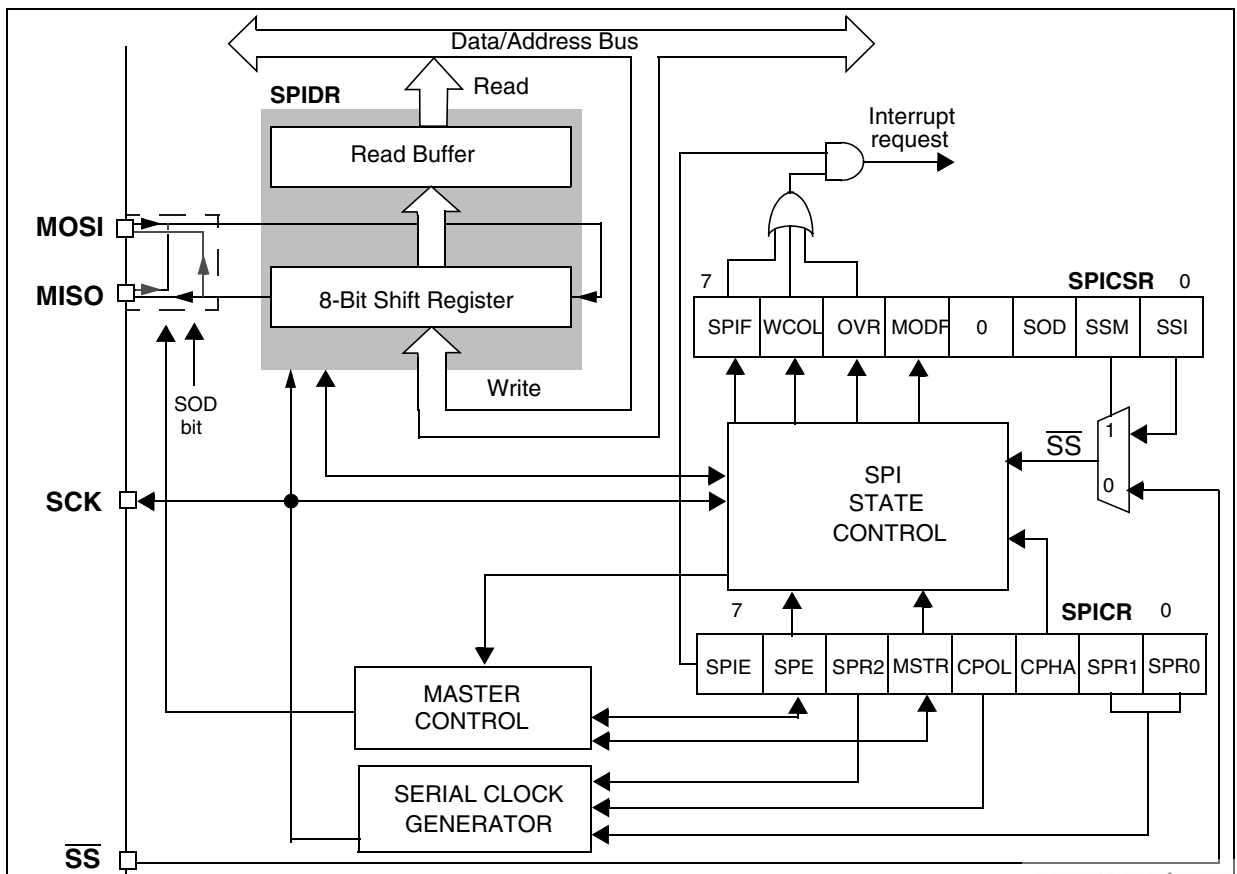 Data/Address Bus
Read
SPIDR
Interrupt
request
Read Buffer
MOSI
MISO
8-Bit Shift Register
7
SPICSR
0
SPIF
WCOL
OVR
MODF
0
SOD
SSM
SSI
Write
SOD
bit
1
SS
0
SCK
SPI
STATE
CONTROL
7
SPICR
0
SPIE
SPE
SPR2
MSTR
CPOL
CPHA
SPR1
SPR0
MASTER
CONTROL
SERIAL CLOCK
GENERATOR
SS